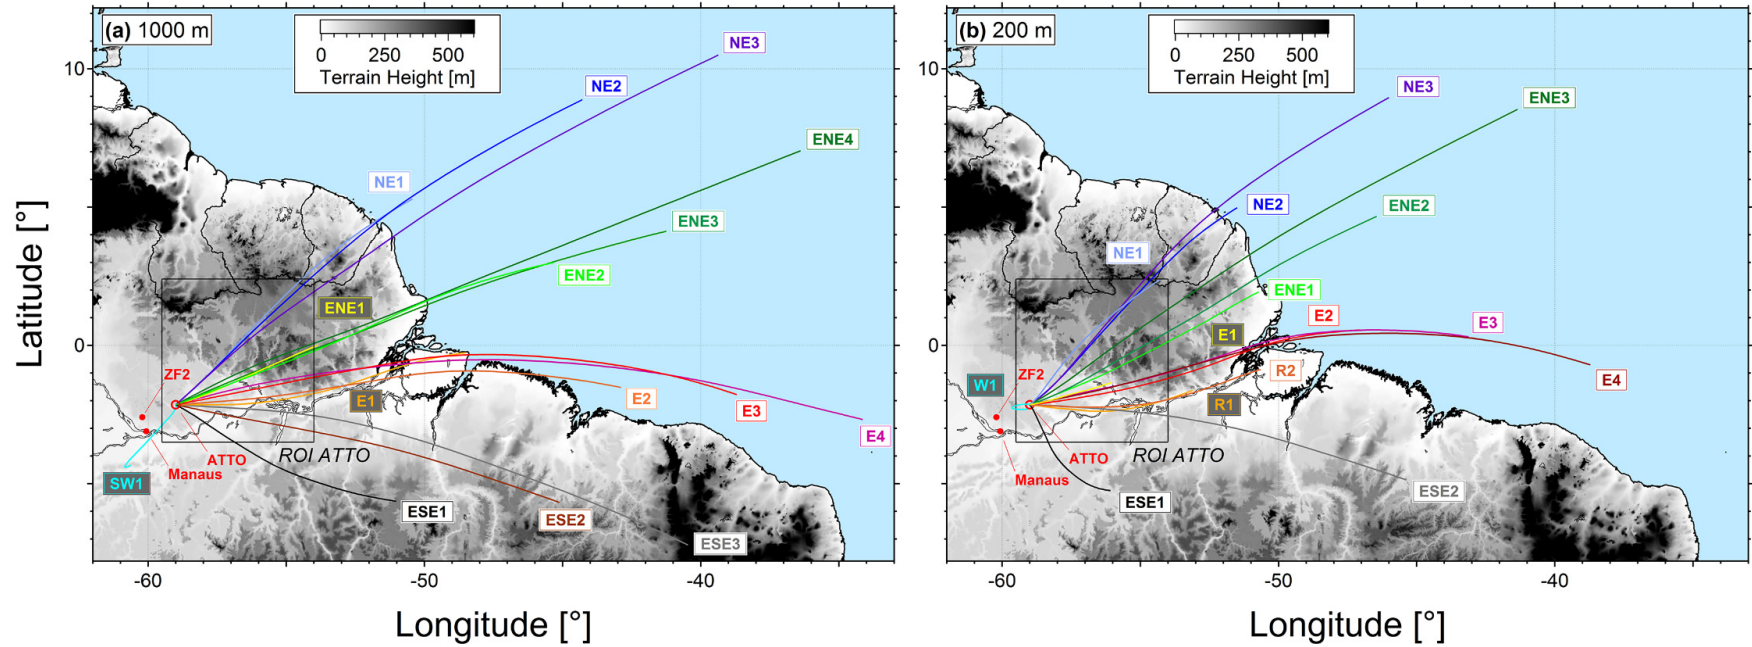 (a) 1000 m
0 250 500
Terrain Height [m]
NE3
NE2
ENE4
NE1
ENE3
ENE2
ENE1
ZF2
E1
E2
E3
E4
ATTO
ROI ATTO
Manaus
SW1
ESE1
ESE2
ESE3
10
0
Latitude [°]
-60 -50 -40
Longitude [°]
(b) 200 m
0 250 500
Terrain Height [m]
NE3
ENE3
NE2
ENE2
NE1
ENE1
E2
E3
E1
R2
E4
W1
ZF2
R1
ATTO
ROI ATTO
Manaus
ESE1
ESE2
10
0
-60 -50 -40
Longitude [°]